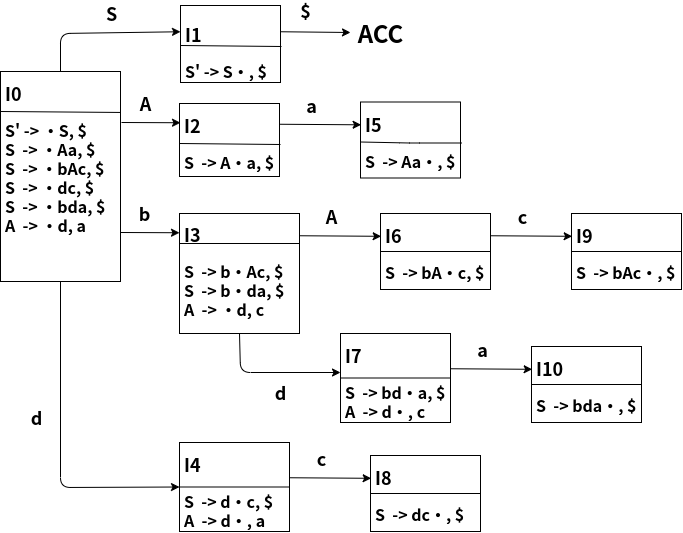 S
$
I1
ACC
S' -> S • , $
I0
A
I2
a
I5
S' -> • S, $
S -> • Aa, $
S -> • bAc, $
S -> • dc, $
S -> • bda, $
A -> • d, a
S -> A • a, $
S -> Aa • , $
b
I3
A
I6
c
I9
S -> b • Ac, $
S -> b • da, $
A -> • d, c
S -> bA • c, $
S -> bAc • , $
d
I7
a
I10
S -> bd • a, $
A -> d • , c
S -> bda • , $
d
I4
c
I8
S -> d • c, $
A -> d • , a
S -> dc • , $